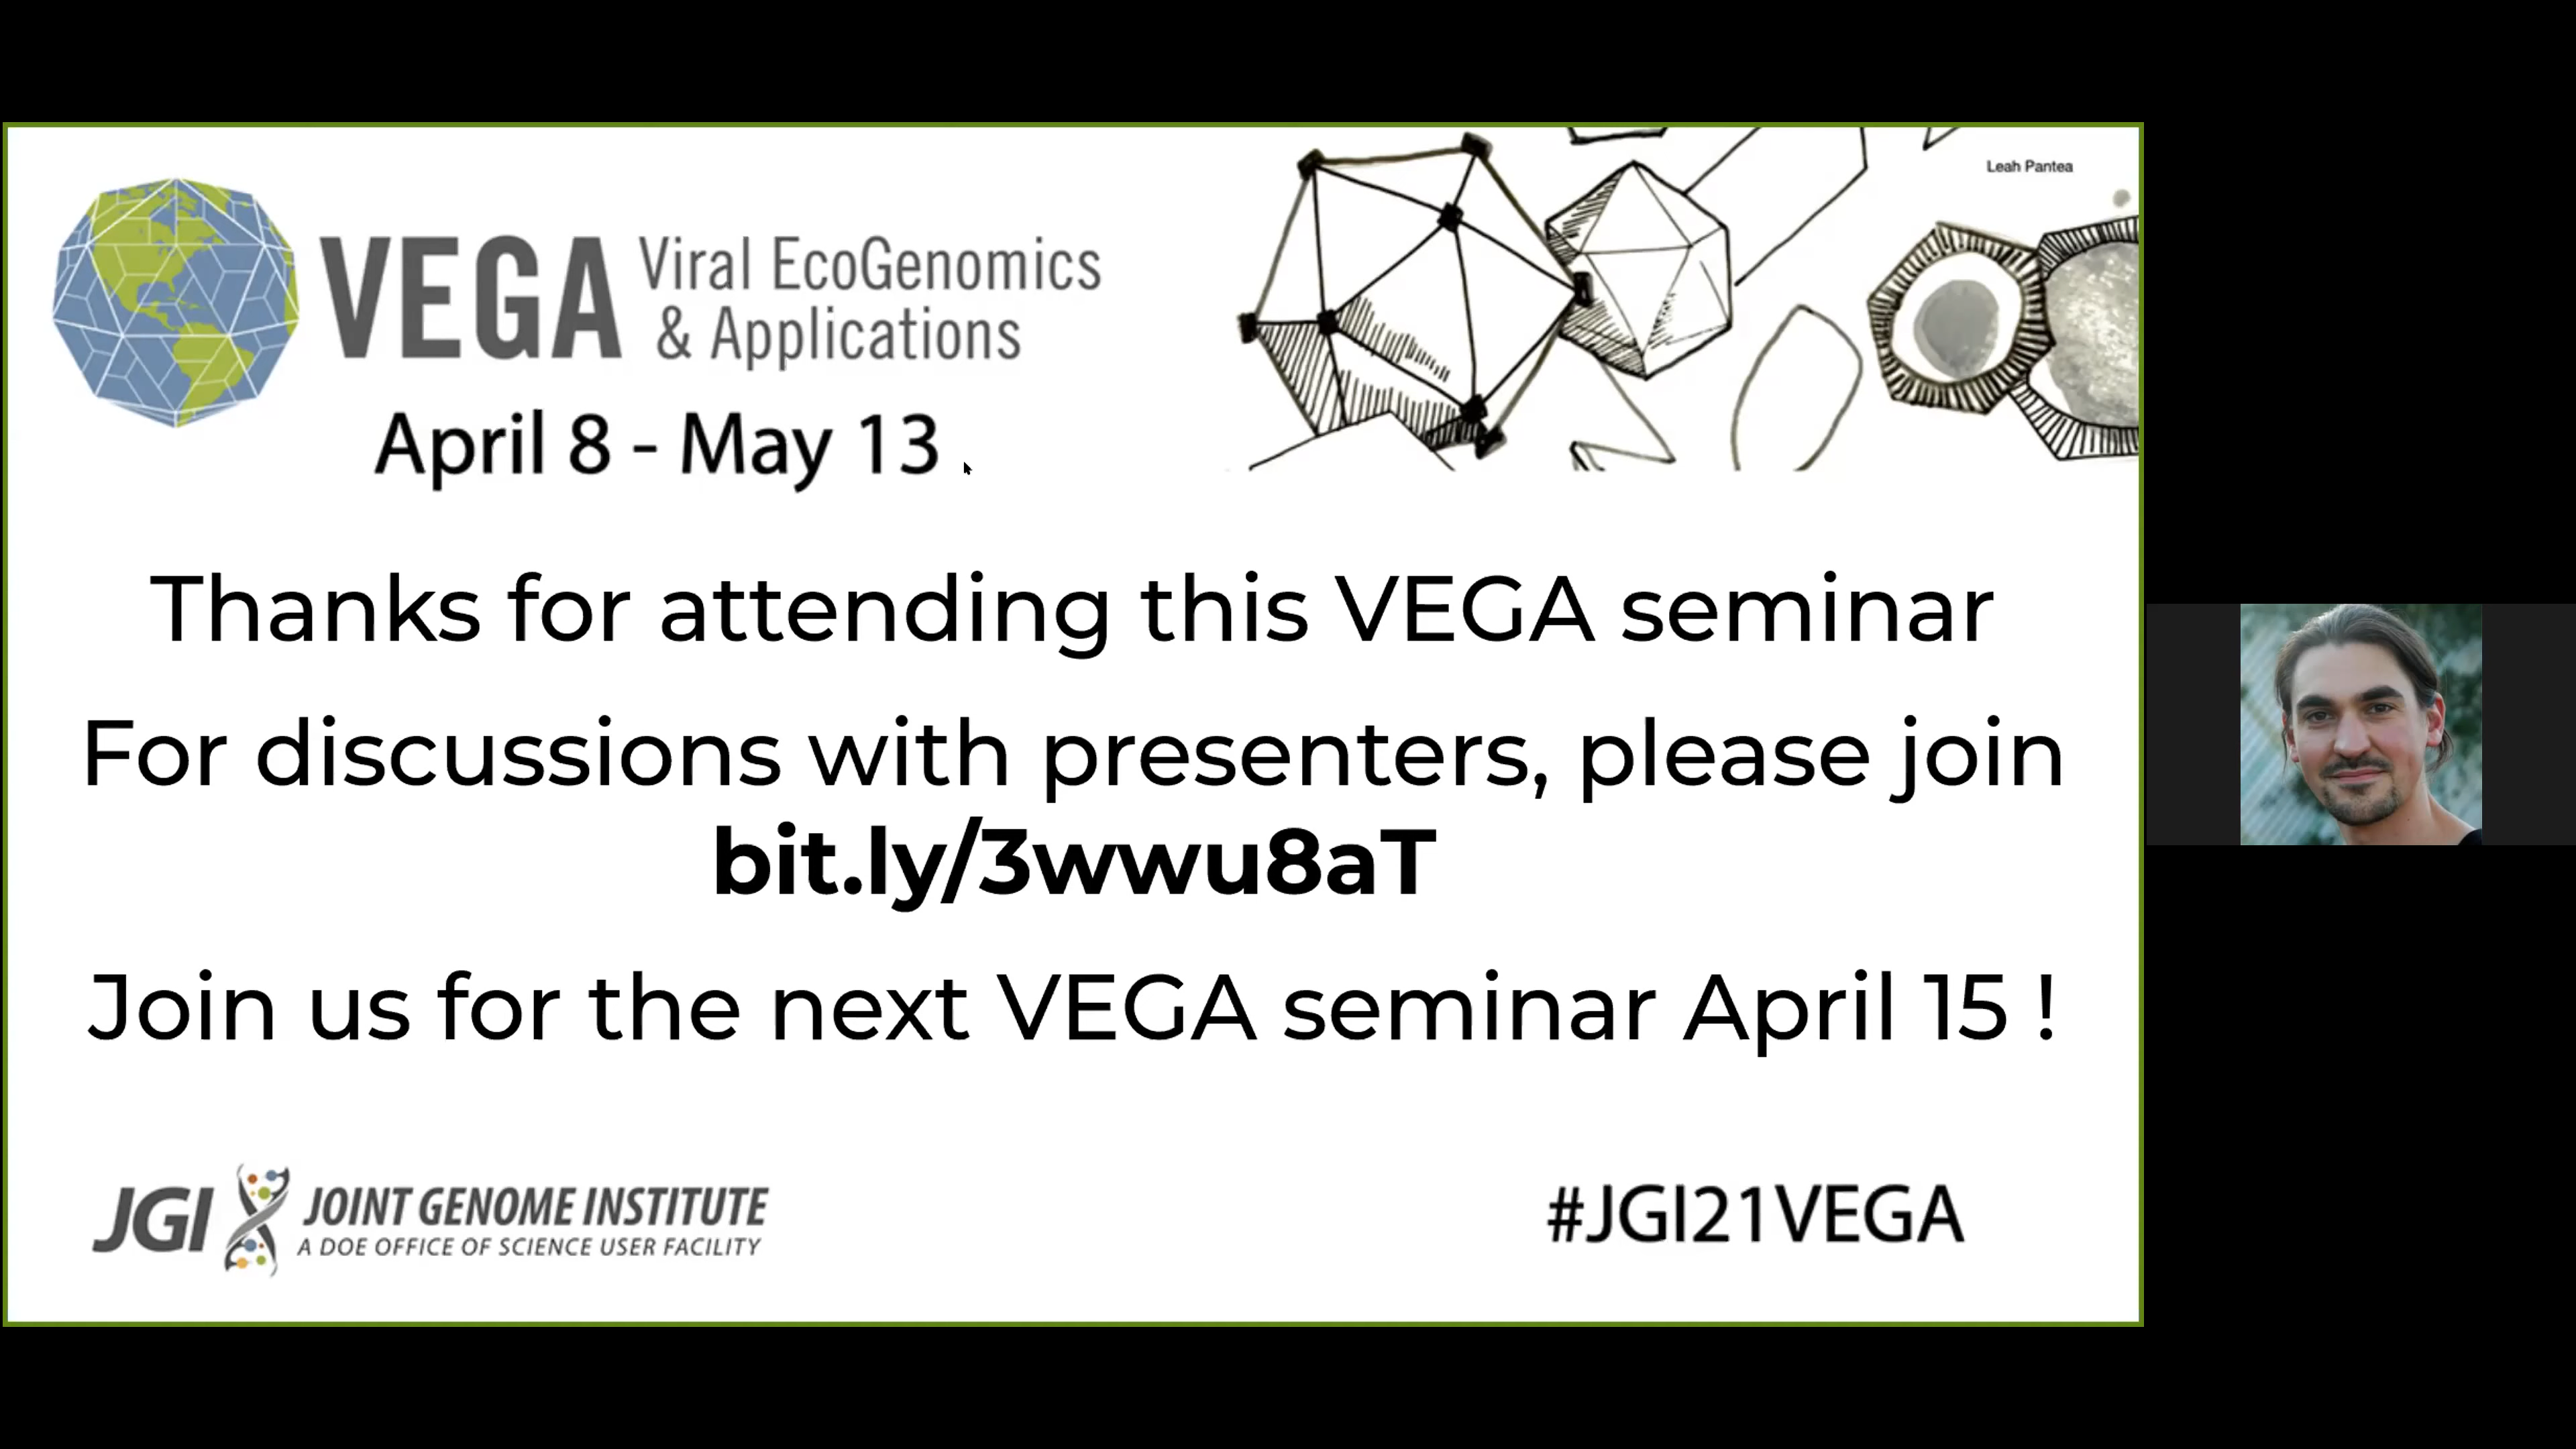 Leah Pantea
VEGA Viral EcoGenomics
& Applications
April 8 - May 13
Thanks for attending this VEGA seminar
For discussions with presenters, please join
bit.ly/3wwu8aT
Join us for the next VEGA seminar April 15 !
JGI JOINT GENOME INSTITUTE
A DOE OFFICE OF SCIENCE USER FACILITY
#JGI21VEGA